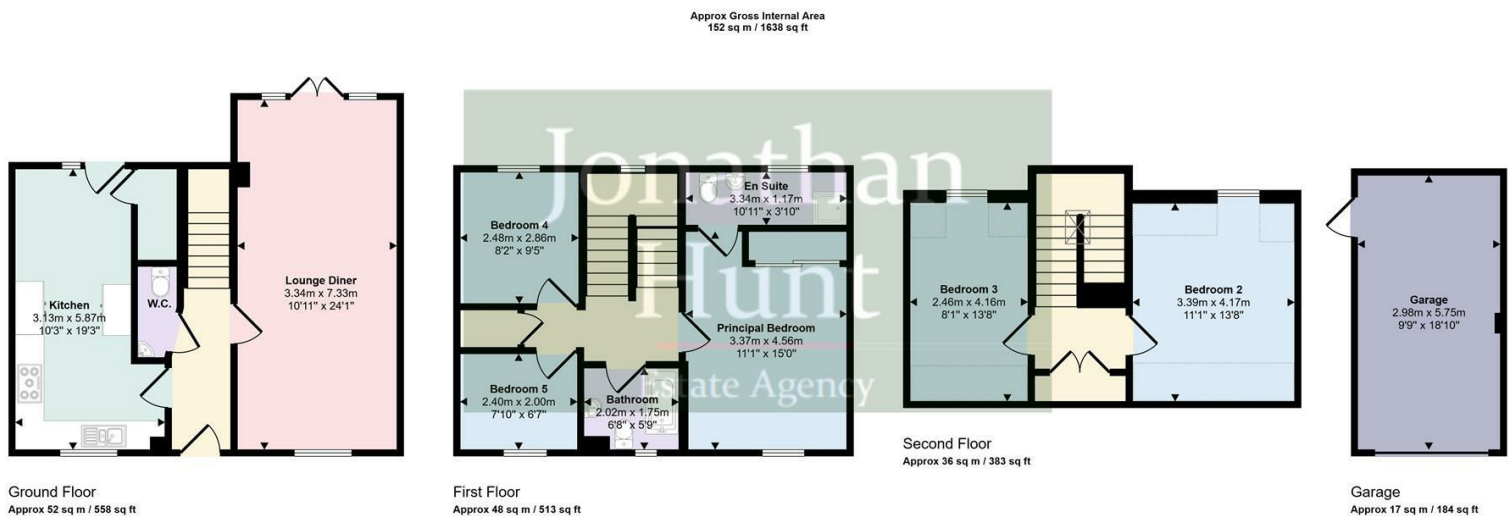 Approx Gross Internal Area
152 sq m / 1638 sq ft
Jonathan
Hunt
Estate Agency
Kitchen
3.13m x 5.87m
10'3" x 19'3"
W.C.
Lounge Diner
3.34m x 7.33m
10'11" x 24'1"
Ground Floor
Approx 52 sq m / 558 sq ft
Bedroom 4
2.48m x 2.86m
8'2" x 9'5"
En Suite
3.34m x 1.17m
10'11" x 3'10"
Principal Bedroom
3.37m x 4.56m
11'1" x 15'0"
Bedroom 5
2.40m x 2.00m
7'10" x 6'7"
Bathroom
2.02m x 1.75m
6'8" x 5'9"
First Floor
Approx 48 sq m / 513 sq ft
Bedroom 3
2.46m x 4.16m
8'1" x 13'8"
Bedroom 2
3.39m x 4.17m
11'1" x 13'8"
Second Floor
Approx 36 sq m / 383 sq ft
Garage
2.98m x 5.75m
9'9" x 18'10"
Garage
Approx 17 sq m / 184 sq ft